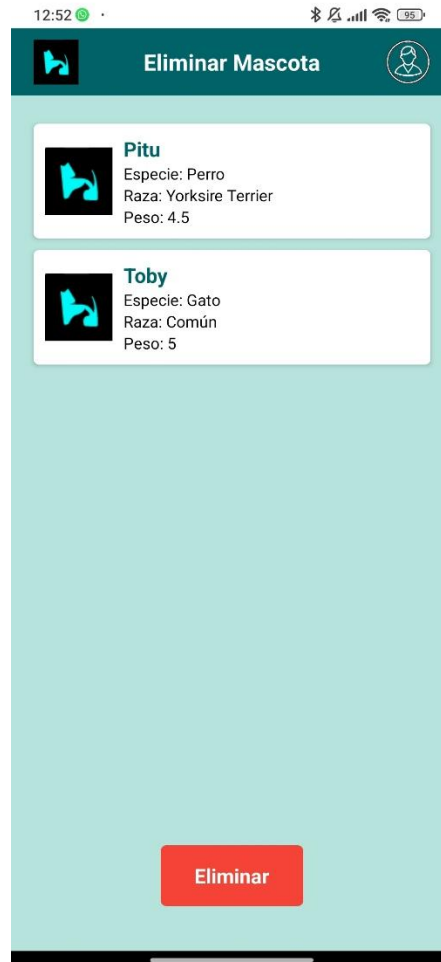 12:52
95
Eliminar Mascota
Pitu
Especie: Perro
Raza: Yorksire Terrier
Peso: 4.5
Toby
Especie: Gato
Raza: Común
Peso: 5
Eliminar